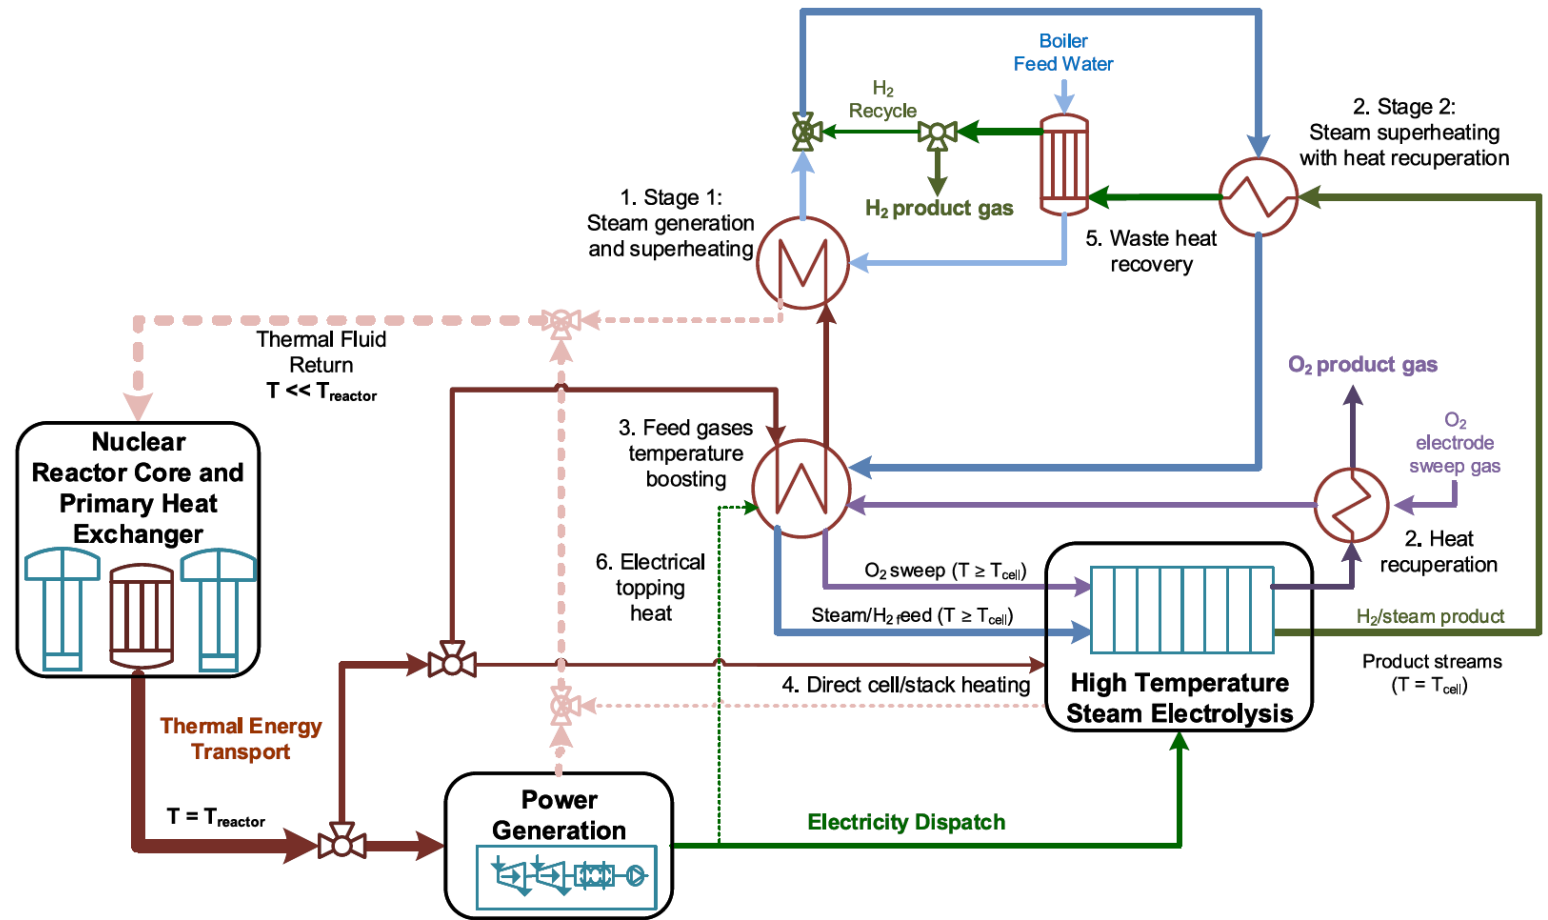 Boiler
Feed Water
H2
Recycle
2. Stage 2:
Steam superheating
with heat recuperation
1. Stage 1:
Steam generation
and superheating
H2 product gas
5. Waste heat
recovery
Thermal Fluid
Return
T << Treactor
O2 product gas
O2
electrode
sweep gas
3. Feed gases
temperature
boosting
Nuclear
Reactor Core and
Primary Heat
Exchanger
6. Electrical
topping
heat
O2 sweep (T ≥ Tcell)
2. Heat
recuperation
Steam/H2 feed (T ≥ Tcell)
H2/steam product
Product streams
(T = Tcell)
4. Direct cell/stack heating
High Temperature
Steam Electrolysis
Thermal Energy
Transport
T = Treactor
Power
Generation
Electricity Dispatch